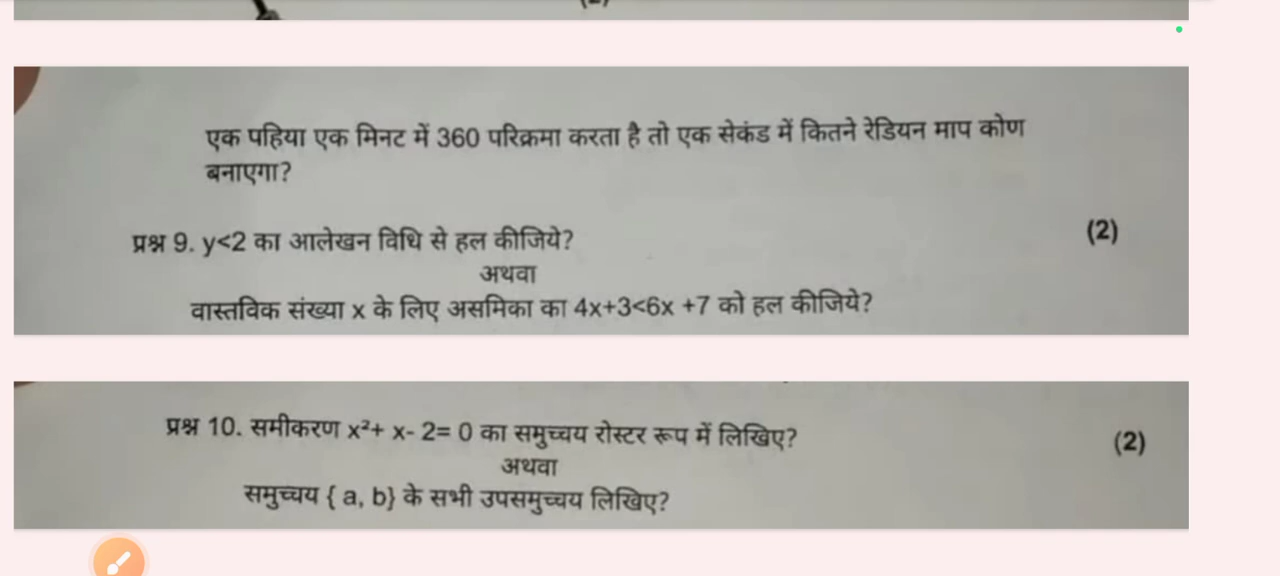 एक पहिया एक मिनट में 360 परिक्रमा करता है तो एक सेकंड में कितने रेडियन माप कोण
बनाएगा?
प्रश्न 9. y<2 का आलेखन विधि से हल कीजिये? (2)
अथवा
वास्तविक संख्या x के लिए असमिका का 4x+3<6x +7 को हल कीजिये?
प्रश्न 10. समीकरण x²+ x- 2= 0 का समुच्चय रोस्टर रूप में लिखिए? (2)
अथवा
समुच्चय { a, b} के सभी उपसमुच्चय लिखिए?